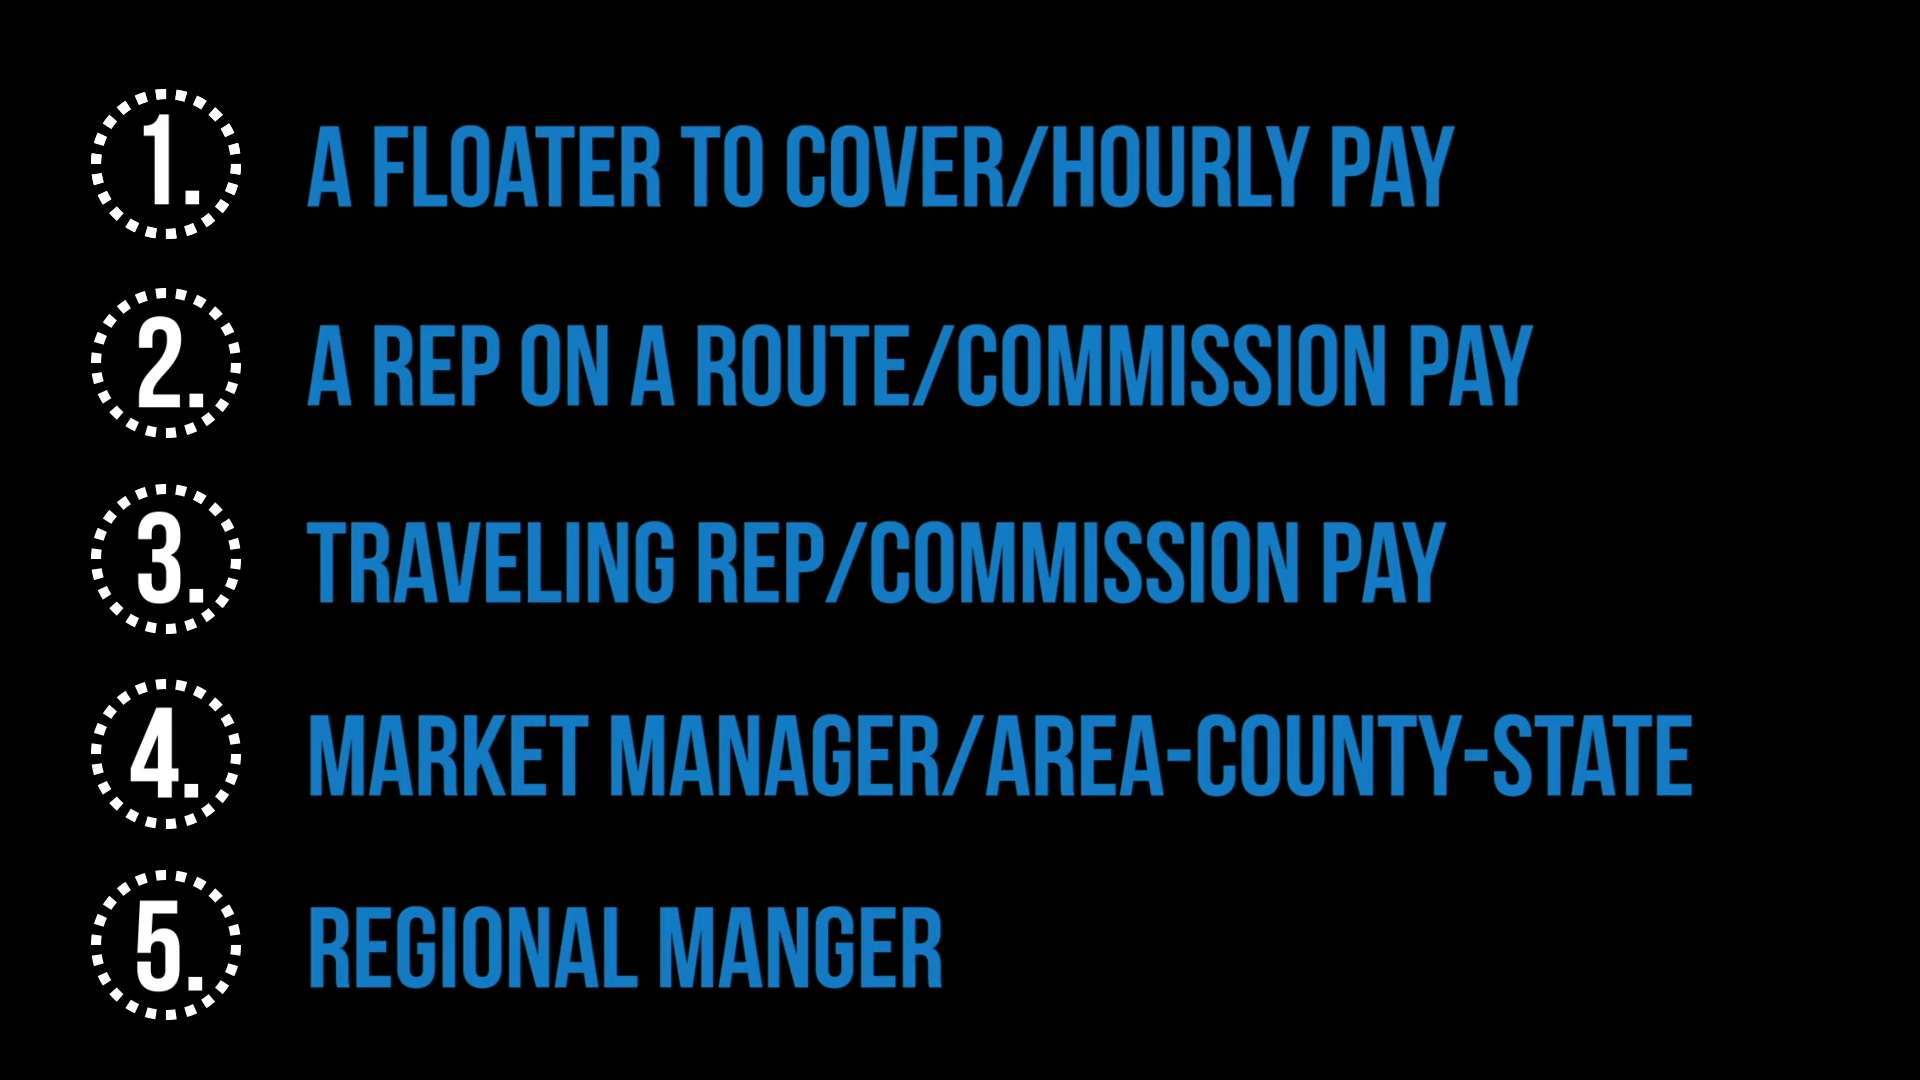 1. A FLOATER TO COVER/HOURLY PAY
2. A REP ON A ROUTE/COMMISSION PAY
3. TRAVELING REP/COMMISSION PAY
4. MARKET MANAGER/AREA-COUNTY-STATE
5. REGIONAL MANGER